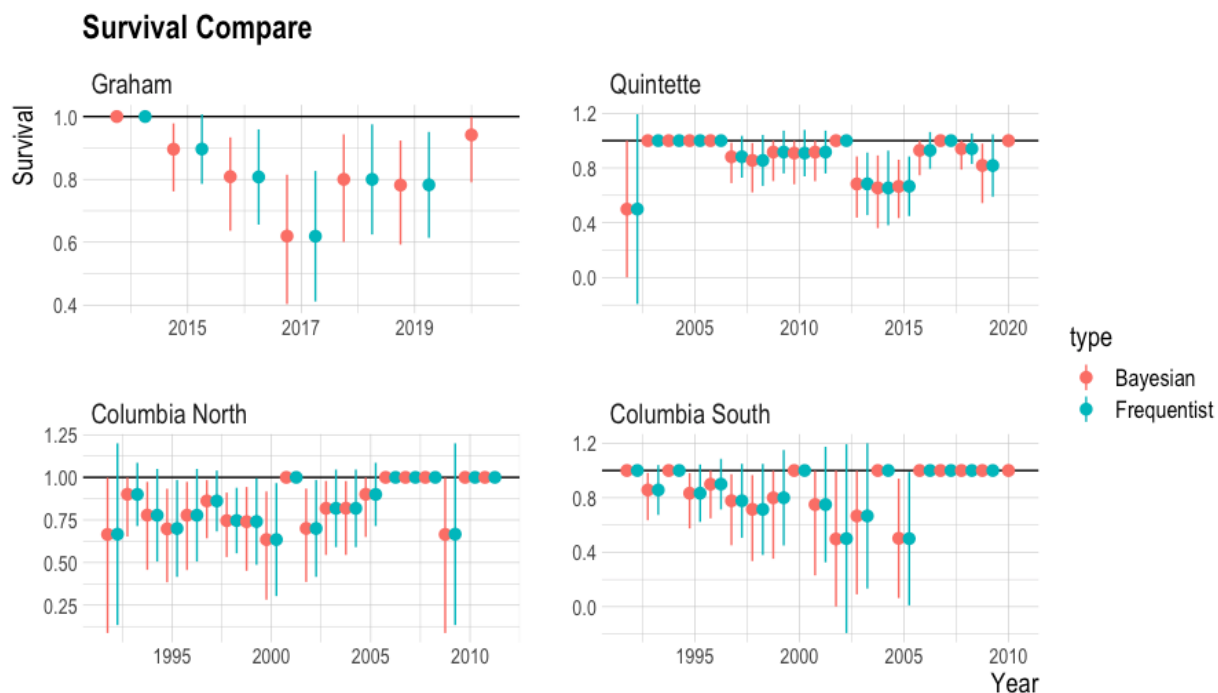 Survival Compare
Graham
Quintette
Survival
1.0
0.8
0.6
0.4
2015 2017 2019
1.2
0.8
0.4
0.0
2005 2010 2015 2020
type
Bayesian
Frequentist
Columbia North
Columbia South
1.25
1.00
0.75
0.50
0.25
1995 2000 2005 2010
1.2
0.8
0.4
0.0
1995 2000 2005 2010
Year